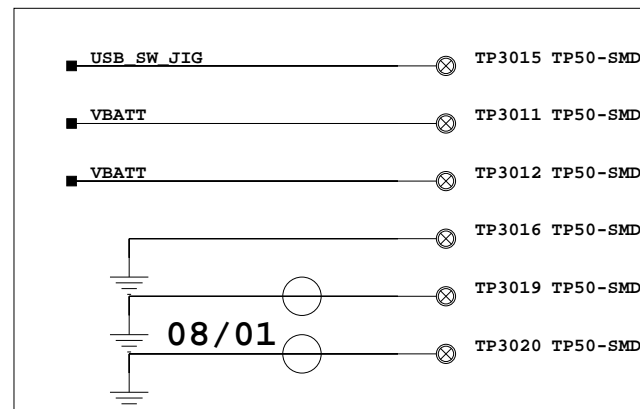 USB_SW_JIG TP3015 TP50-SMD
VBATT TP3011 TP50-SMD
VBATT TP3012 TP50-SMD
TP3016 TP50-SMD
TP3019 TP50-SMD
08/01
TP3020 TP50-SMD